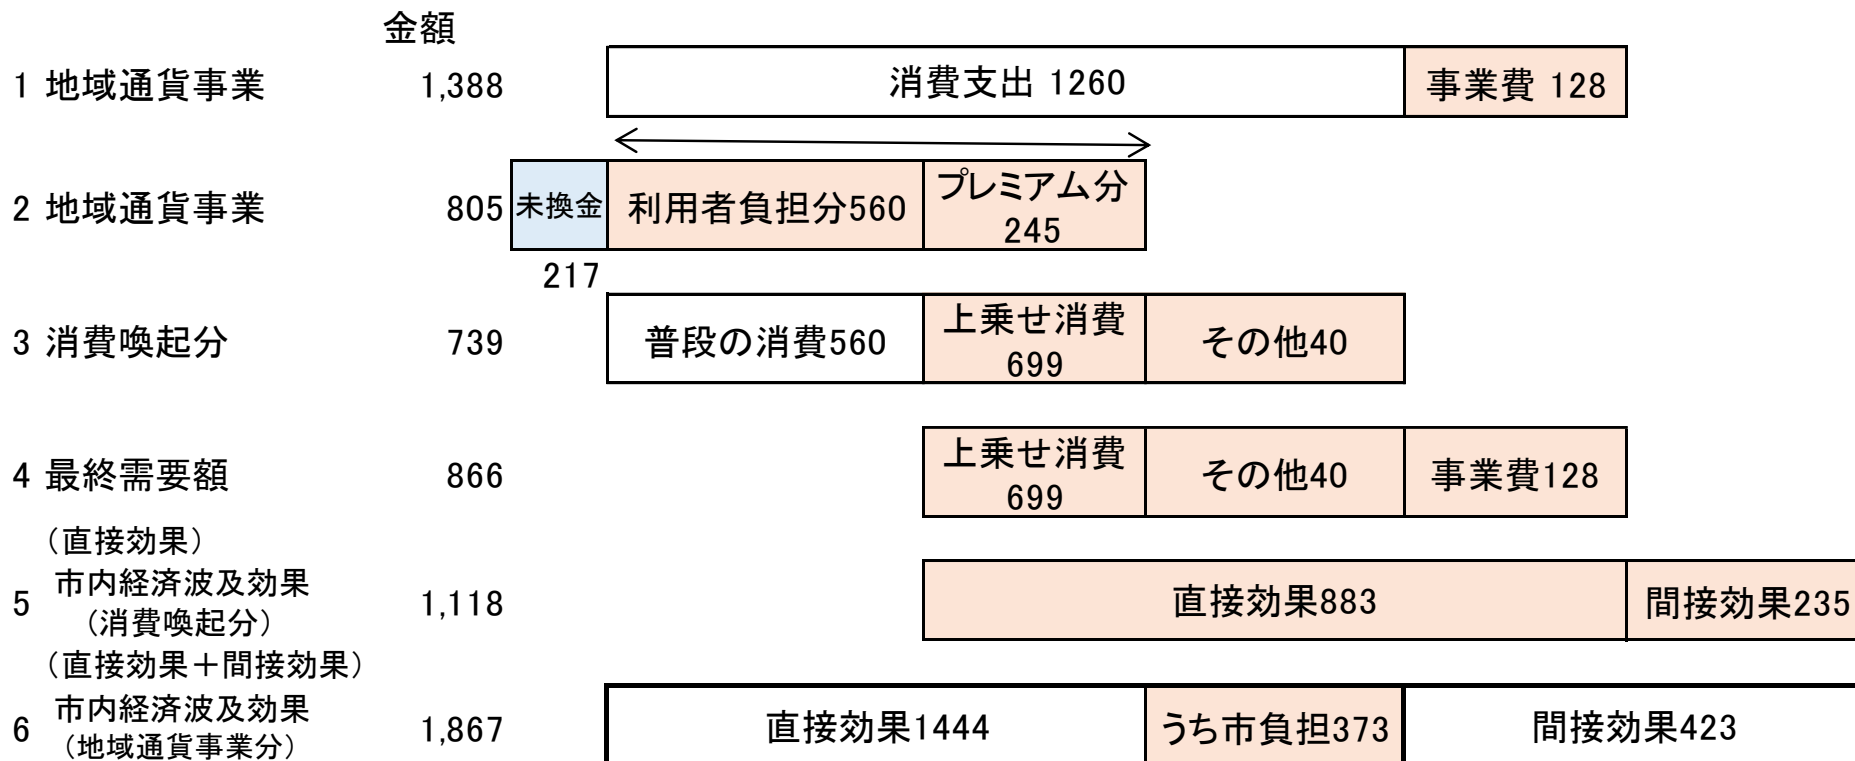 金額
1 地域通貨事業 1,388 消費支出 1260 事業費 128
2 地域通貨事業 805 未換金 利用者負担分560 プレミアム分
245
217
3 消費喚起分 739 普段の消費560 上乗せ消費
699 その他40
4 最終需要額 866 上乗せ消費
699 その他40 事業費128
（直接効果）
5 市内経済波及効果
（消費喚起分） 1,118 直接効果883 間接効果235
（直接効果＋間接効果）
6 市内経済波及効果
（地域通貨事業分） 1,867 直接効果1444 うち市負担373 間接効果423